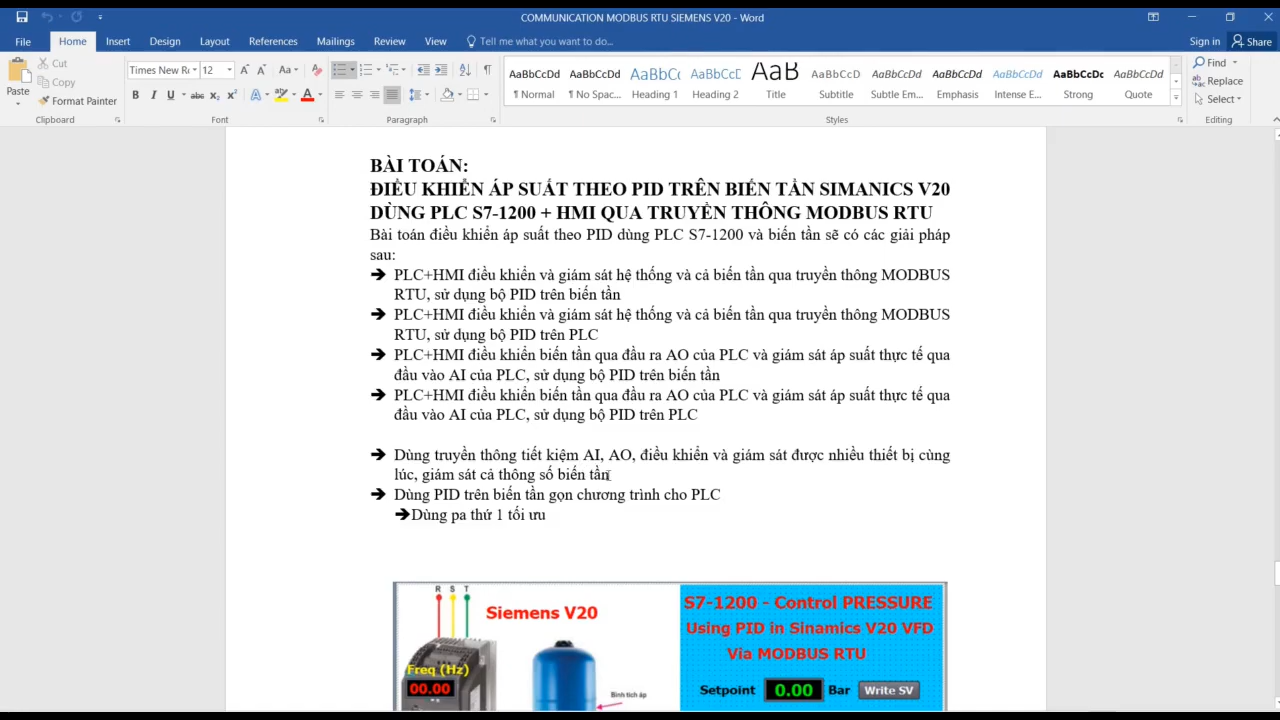 COMMUNICATION MODBUS RTU SIEMENS V20 - Word
File Home Insert Design Layout References Mailings Review View Tell me what you want to do... Sign in Share
Paste
Cut
Copy
Format Painter
Clipboard
Times New Ro 12
Font
Paragraph
AaBbCcDd AaBbCcDd AaBbCc AaBbCcD AaB AaBbCcD AaBbCcDd AaBbCcDd AaBbCcDd AaBbCcDc AaBbCcDd
¶ Normal ¶ No Spac... Heading 1 Heading 2 Title Subtitle Subtle Em... Emphasis Intense E... Strong Quote
Styles
Find
Replace
Select
Editing
BÀI TOÁN:
ĐIỀU KHIỂN ÁP SUẤT THEO PID TRÊN BIẾN TẦN SIMANICS V20
DÙNG PLC S7-1200 + HMI QUA TRUYỀN THÔNG MODBUS RTU
Bài toán điều khiển áp suất theo PID dùng PLC S7-1200 và biến tần sẽ có các giải pháp
sau:
➔ PLC+HMI điều khiển và giám sát hệ thống và cả biến tần qua truyền thông MODBUS
RTU, sử dụng bộ PID trên biến tần
➔ PLC+HMI điều khiển và giám sát hệ thống và cả biến tần qua truyền thông MODBUS
RTU, sử dụng bộ PID trên PLC
➔ PLC+HMI điều khiển biến tần qua đầu ra AO của PLC và giám sát áp suất thực tế qua
đầu vào AI của PLC, sử dụng bộ PID trên biến tần
➔ PLC+HMI điều khiển biến tần qua đầu ra AO của PLC và giám sát áp suất thực tế qua
đầu vào AI của PLC, sử dụng bộ PID trên PLC
➔ Dùng truyền thông tiết kiệm AI, AO, điều khiển và giám sát được nhiều thiết bị cùng
lúc, giám sát cả thông số biến tần
➔ Dùng PID trên biến tần gọn chương trình cho PLC
➔Dùng pa thứ 1 tối ưu
R S T
Siemens V20
Freq (Hz)
00.00
Bình tích áp
S7-1200 - Control PRESSURE
Using PID in Sinamics V20 VFD
Via MODBUS RTU
Setpoint 0.00 Bar Write SV